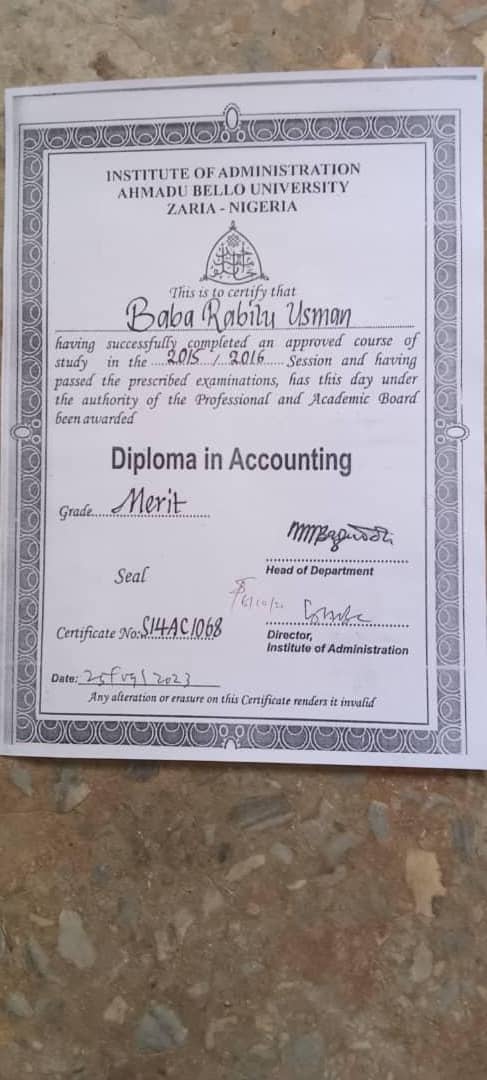 INSTITUTE OF ADMINISTRATION
AHMADU BELLO UNIVERSITY
ZARIA - NIGERIA
This is to certify that
Baba Rabilu Usman
having successfully completed an approved course of
study in the ....2015 / 2016.... Session and having
passed the prescribed examinations, has this day under
the authority of the Professional and Academic Board
been awarded
Diploma in Accounting
Grade....Merit....
Head of Department
Seal
Certificate No:S14AC1068
Director,
Institute of Administration
Date: 2023
Any alteration or erasure on this Certificate renders it invalid